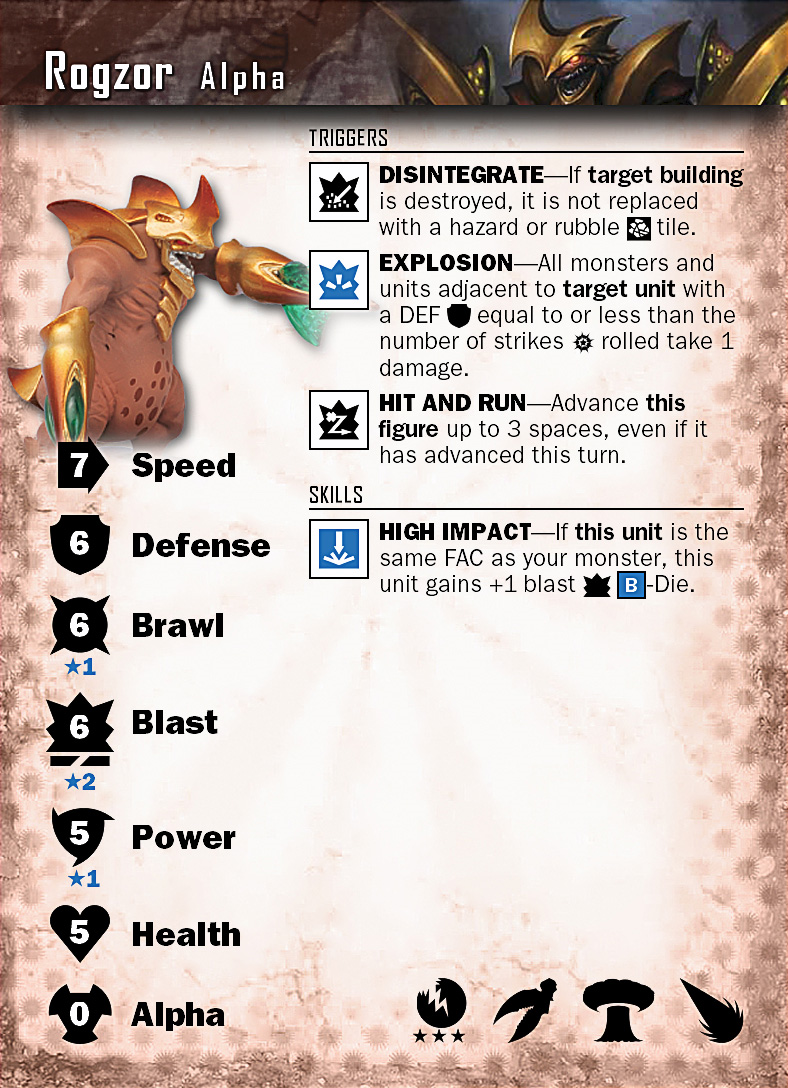 Rogzor Alpha
TRIGGERS
DISINTEGRATE—If target building
is destroyed, it is not replaced
with a hazard or rubble tile.
EXPLOSION—All monsters and
units adjacent to target unit with
a DEF equal to or less than the
number of strikes rolled take 1
damage.
HIT AND RUN—Advance this
figure up to 3 spaces, even if it
has advanced this turn.
SKILLS
HIGH IMPACT—If this unit is the
same FAC as your monster, this
unit gains +1 blast B-Die.
7 Speed
6 Defense
6 Brawl
★1
6 Blast
★2
5 Power
★1
5 Health
0 Alpha
★★★